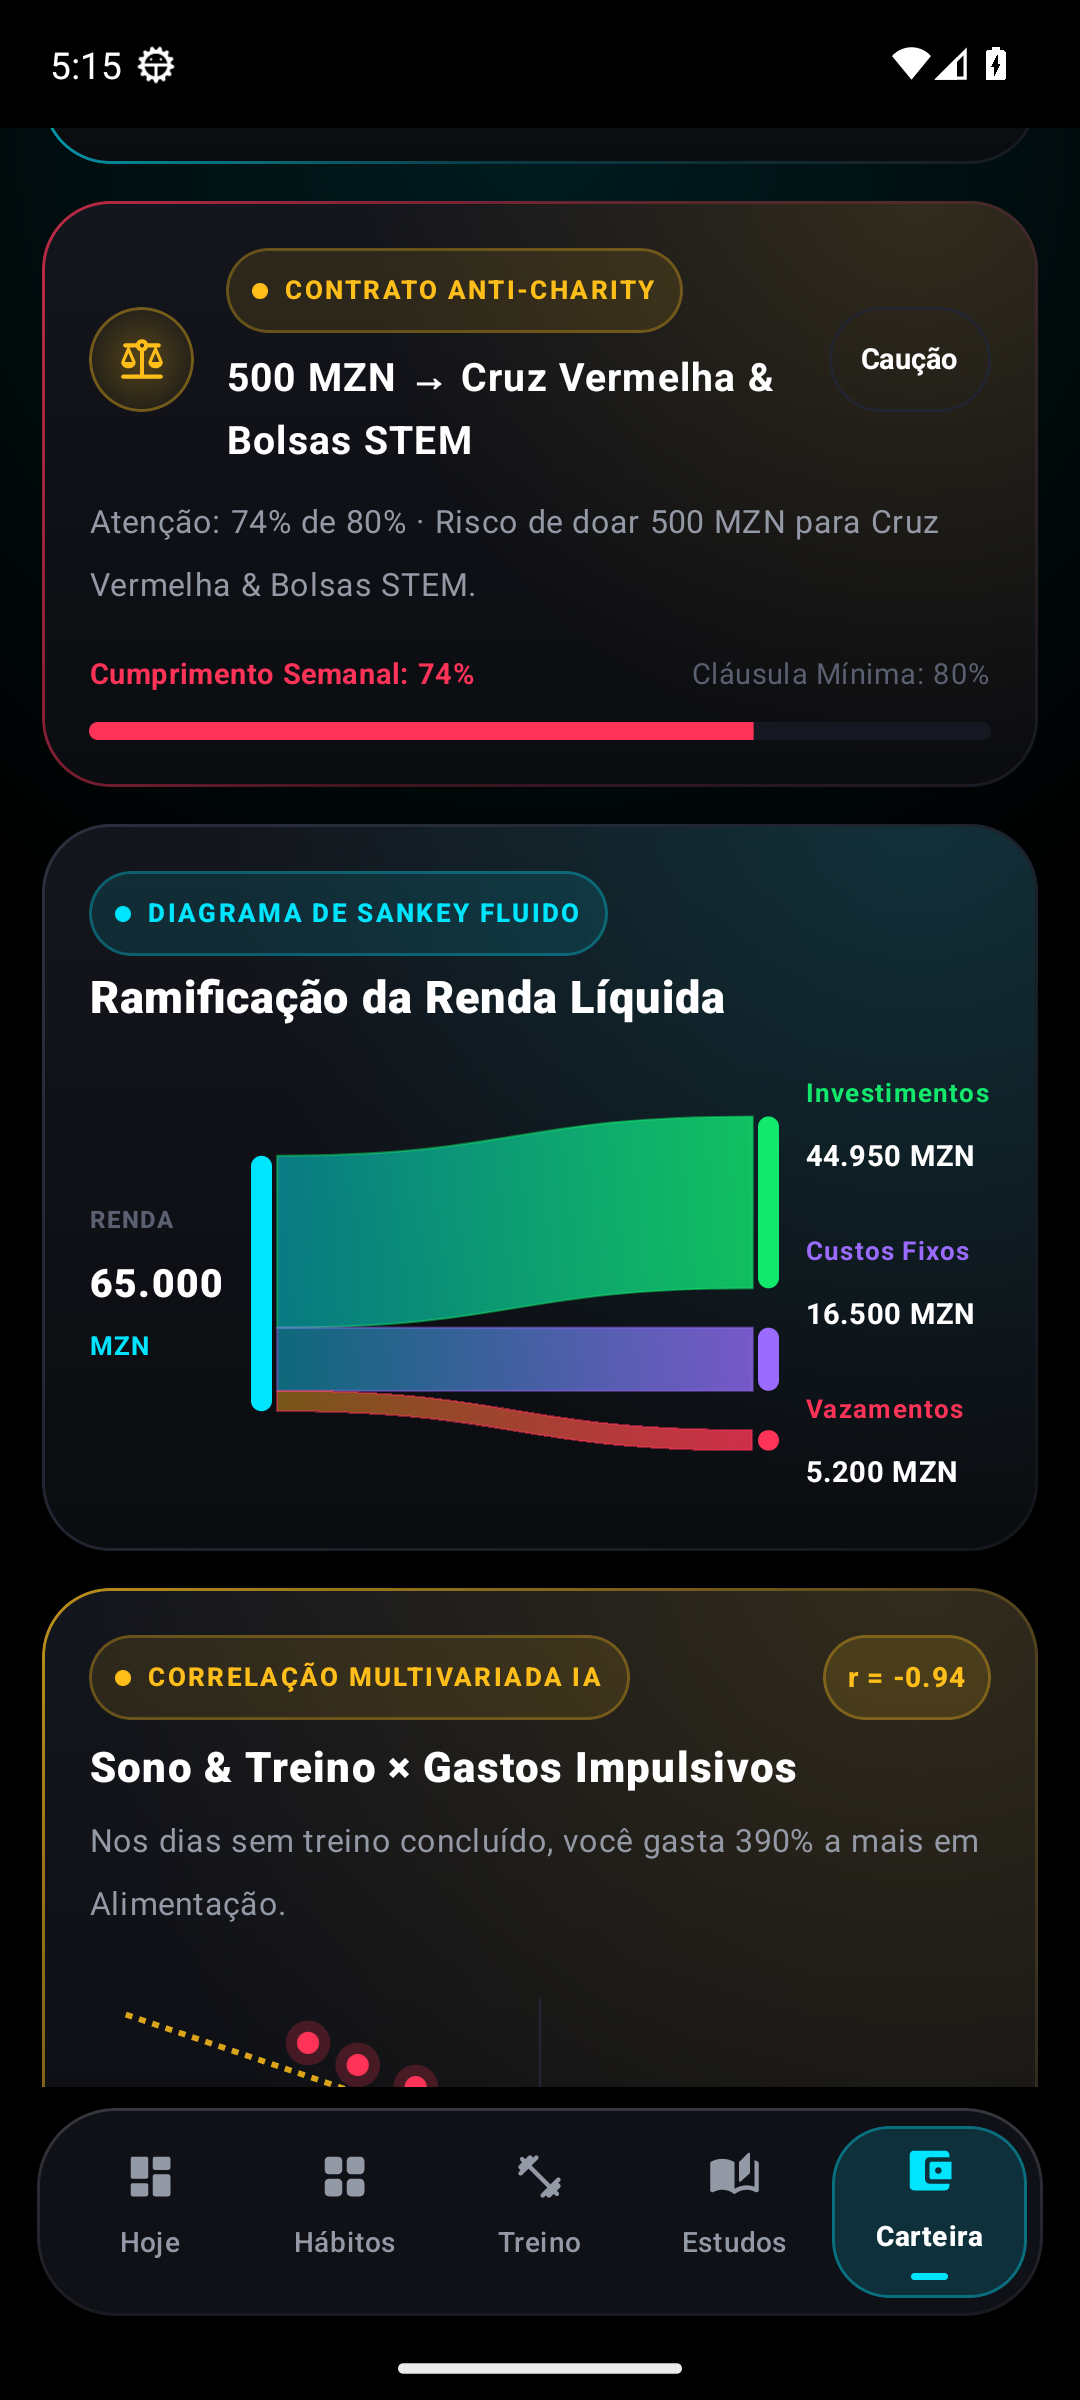 5:15
CONTRATO ANTI-CHARITY
500 MZN → Cruz Vermelha &
Bolsas STEM
Caução
Atenção: 74% de 80% · Risco de doar 500 MZN para Cruz
Vermelha & Bolsas STEM.
Cumprimento Semanal: 74%
Cláusula Mínima: 80%
DIAGRAMA DE SANKEY FLUIDO
Ramificação da Renda Líquida
RENDA
65.000
MZN
Investimentos
44.950 MZN
Custos Fixos
16.500 MZN
Vazamentos
5.200 MZN
CORRELAÇÃO MULTIVARIADA IA
r = -0.94
Sono & Treino × Gastos Impulsivos
Nos dias sem treino concluído, você gasta 390% a mais em
Alimentação.
Hoje
Hábitos
Treino
Estudos
Carteira